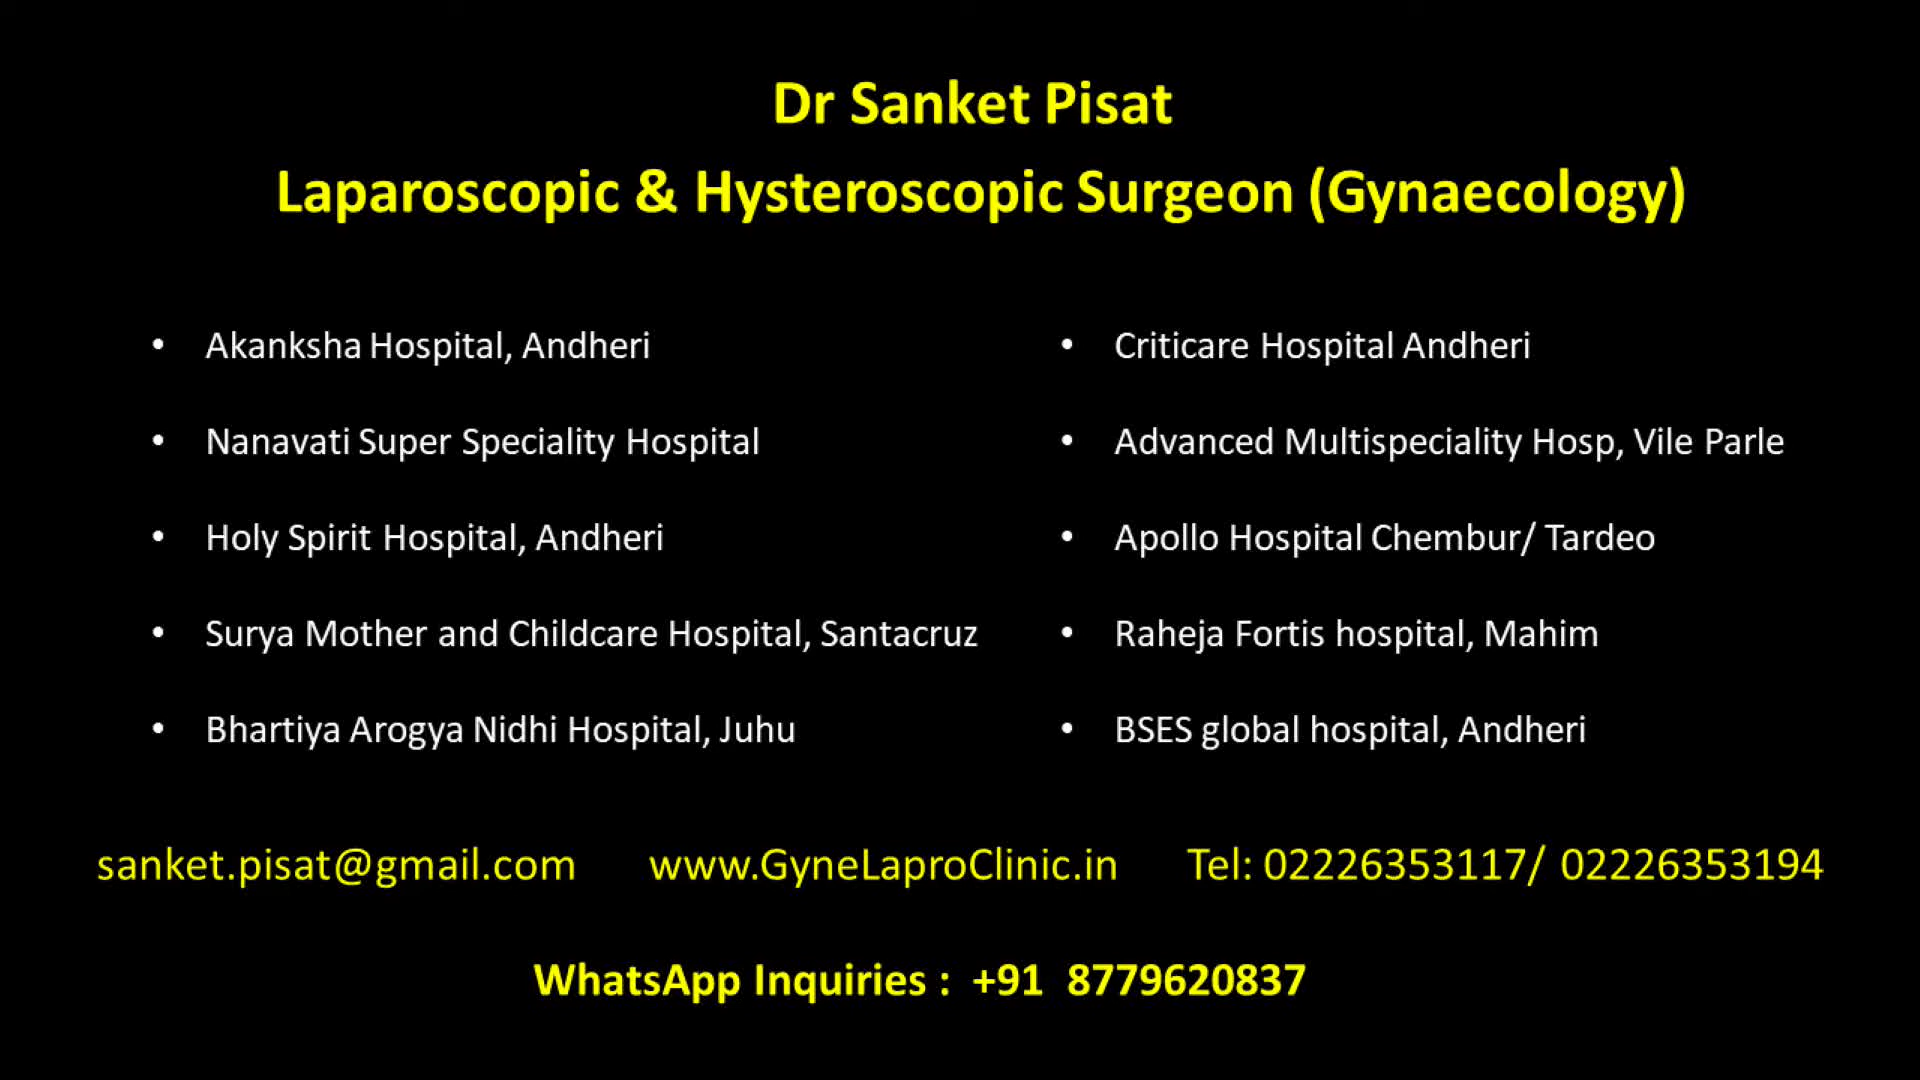 Dr Sanket Pisat
Laparoscopic & Hysteroscopic Surgeon (Gynaecology)
• Akanksha Hospital, Andheri
• Nanavati Super Speciality Hospital
• Holy Spirit Hospital, Andheri
• Surya Mother and Childcare Hospital, Santacruz
• Bhartiya Arogya Nidhi Hospital, Juhu
• Criticare Hospital Andheri
• Advanced Multispeciality Hosp, Vile Parle
• Apollo Hospital Chembur/ Tardeo
• Raheja Fortis hospital, Mahim
• BSES global hospital, Andheri
sanket.pisat@gmail.com www.GyneLaproClinic.in Tel: 02226353117/ 02226353194
WhatsApp Inquiries : +91 8779620837